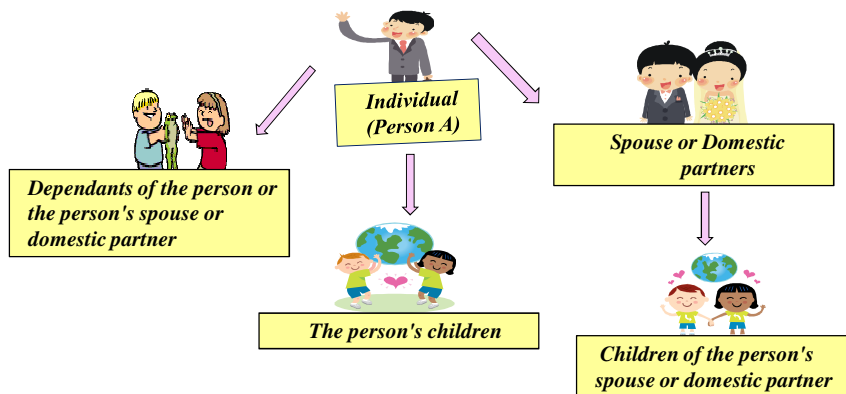 Individual
(Person A)
Spouse or Domestic
partners
Dependants of the person or
the person's spouse or
domestic partner
The person's children
Children of the person's
spouse or domestic partner